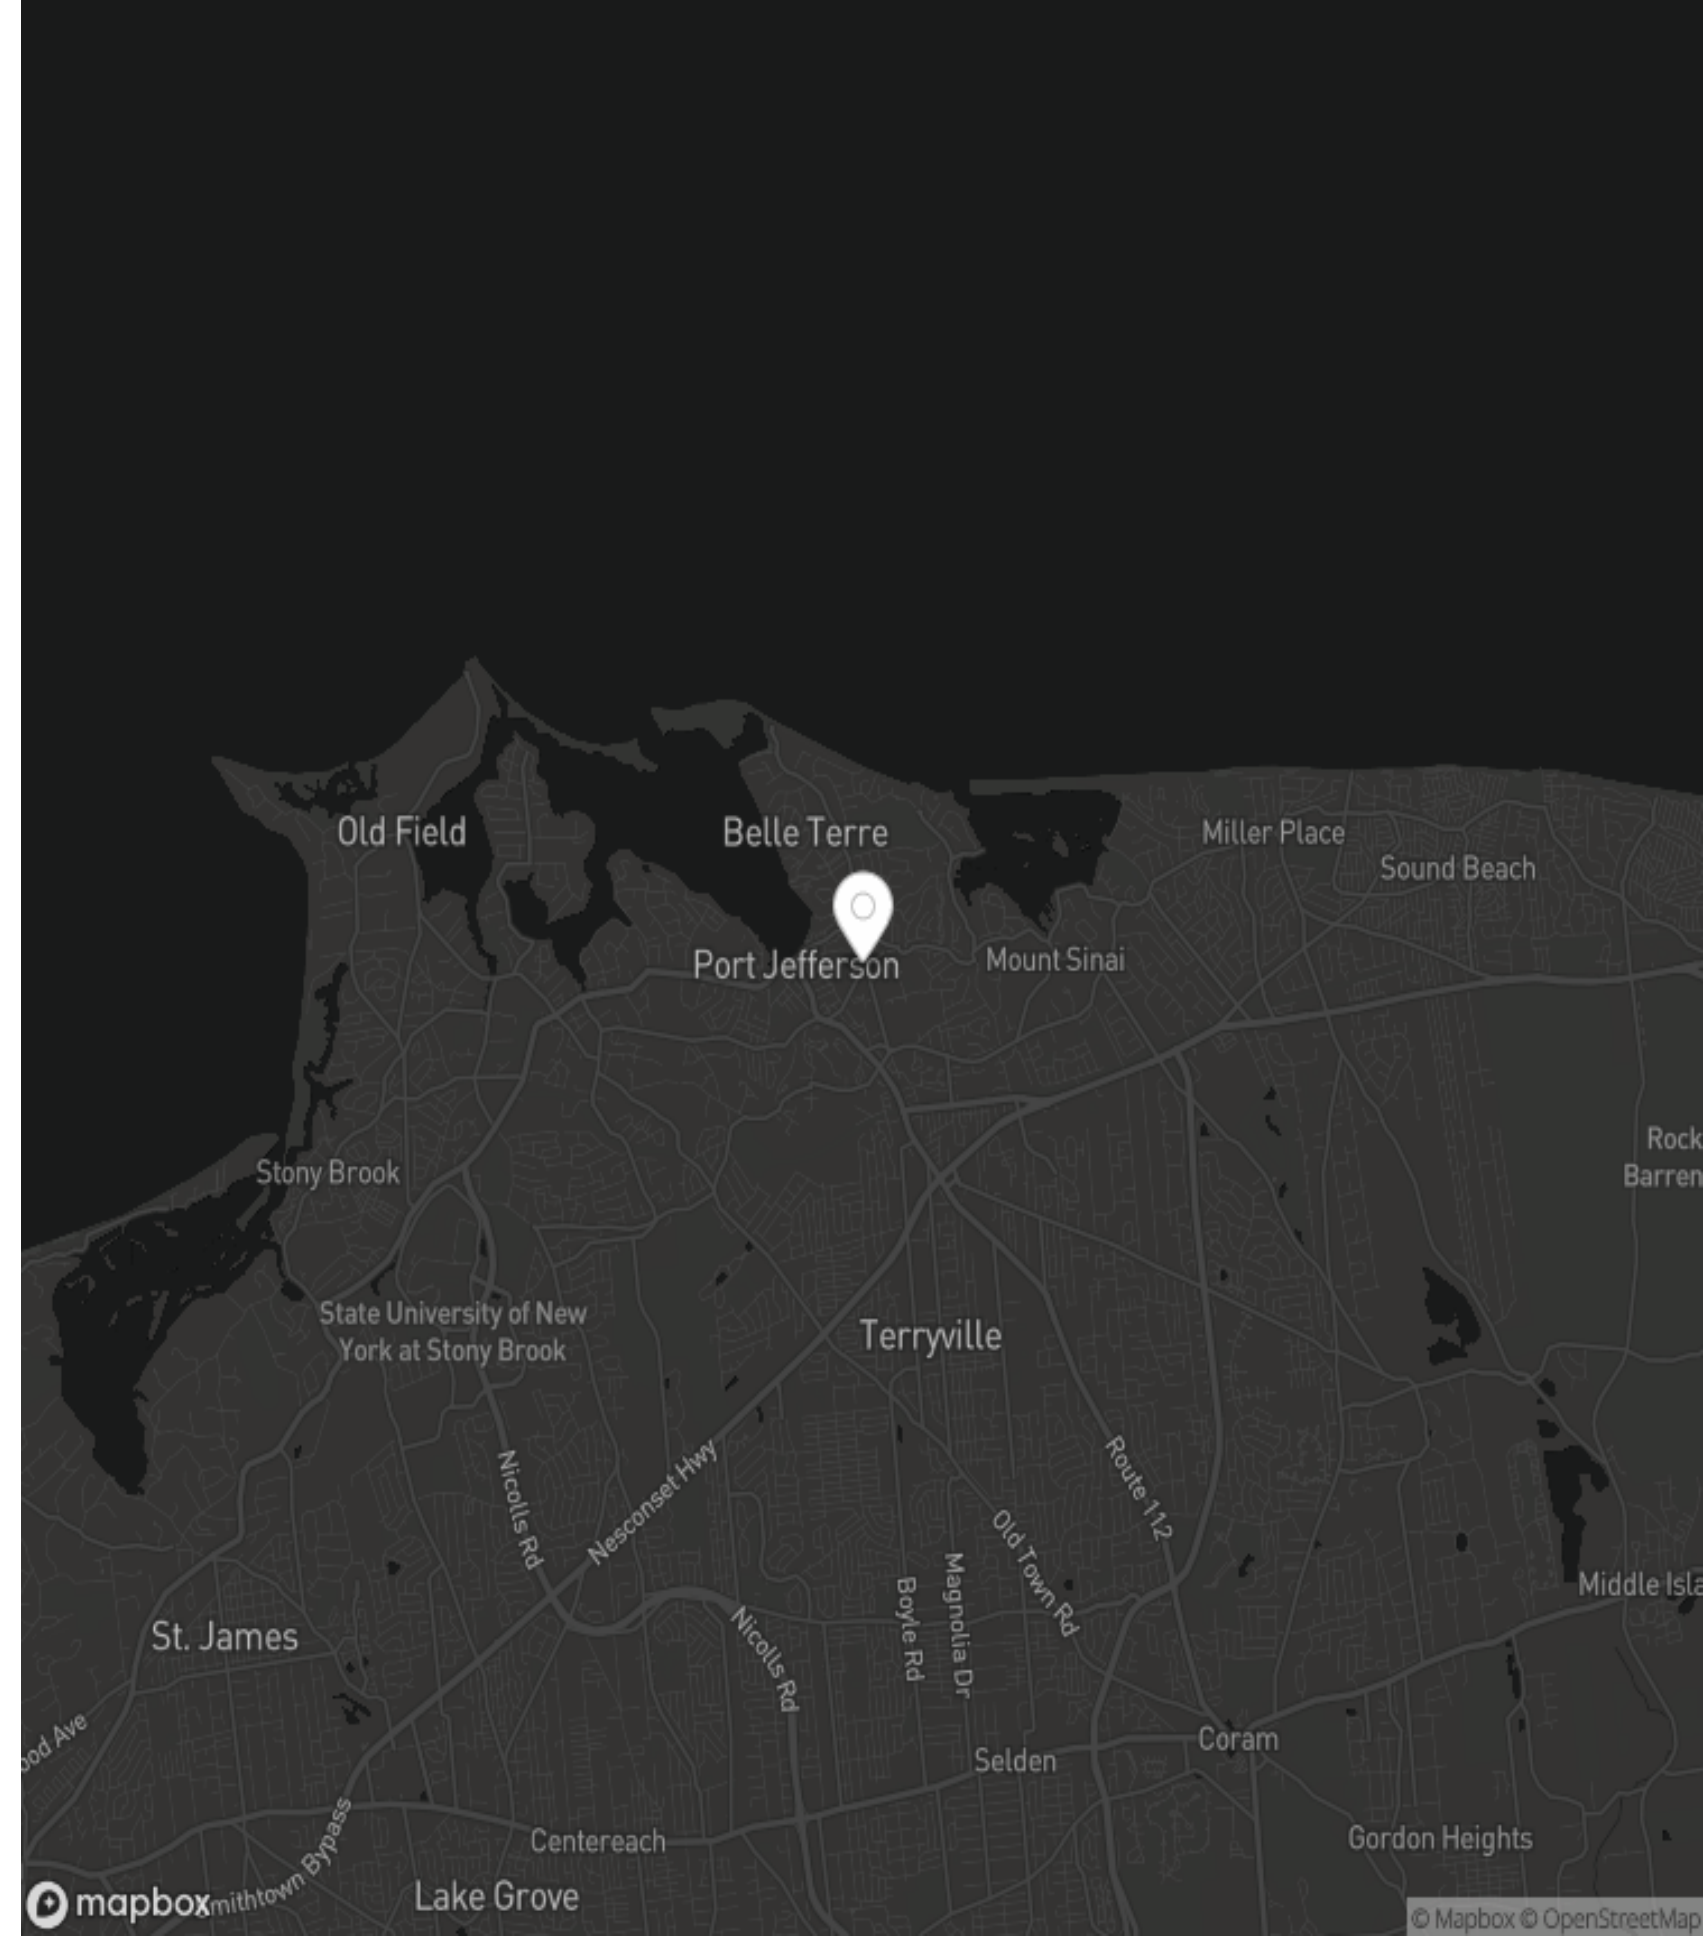 Old Field
Belle Terre
Miller Place
Sound Beach
Port Jefferson
Mount Sinai
Rock
Barren
Stony Brook
State University of New
York at Stony Brook
Terryville
Nicolls Rd
Nesconset Hwy
Route 112
Old Town Rd
Magnolia Dr
Boyle Rd
Middle Isla
St. James
Nicolls Rd
ood Ave
Selden
Coram
Centereach
Gordon Heights
mithtown Bypass
Lake Grove
mapbox
© Mapbox © OpenStreetMap